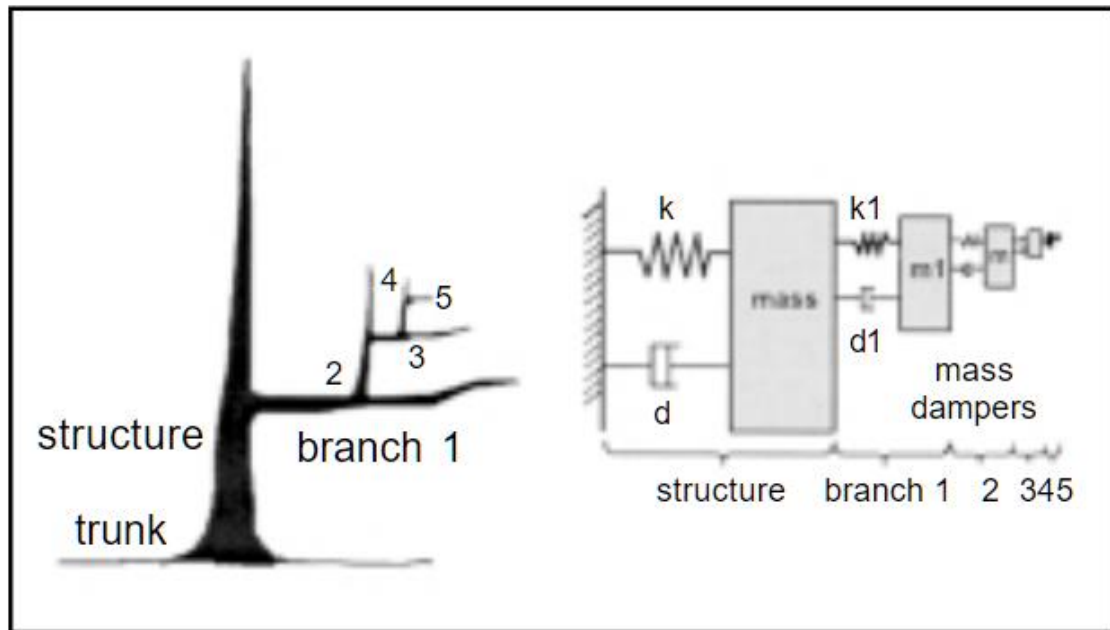 4
5
2
3
structure
branch 1
trunk
k
k1
mass
m1
m
d1
d
mass
dampers
structure
branch 1
2
345